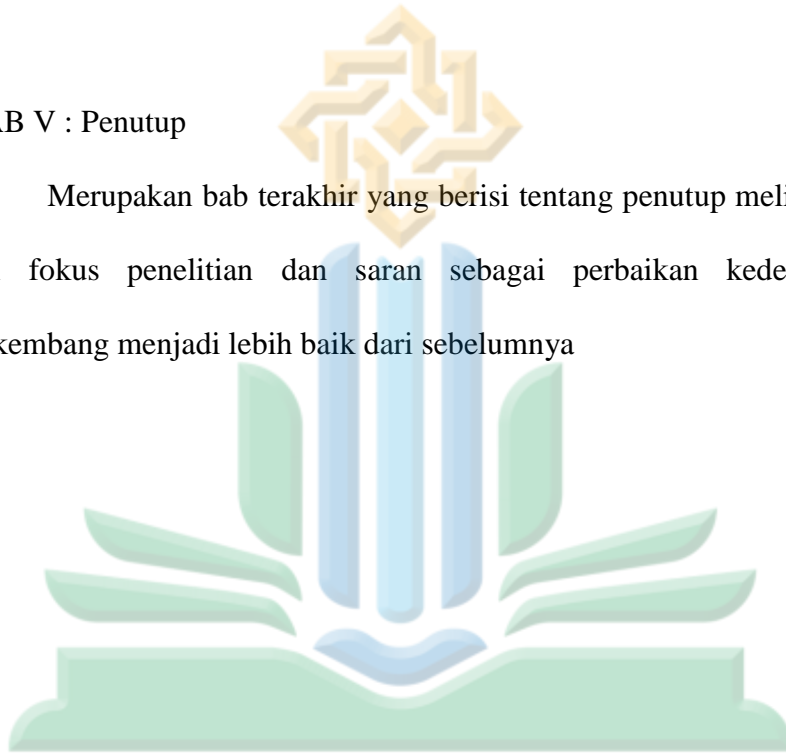 AB V : Penutup
Merupakan bab terakhir yang berisi tentang penutup meli
fokus penelitian dan saran sebagai perbaikan kede
kembang menjadi lebih baik dari sebelumnya